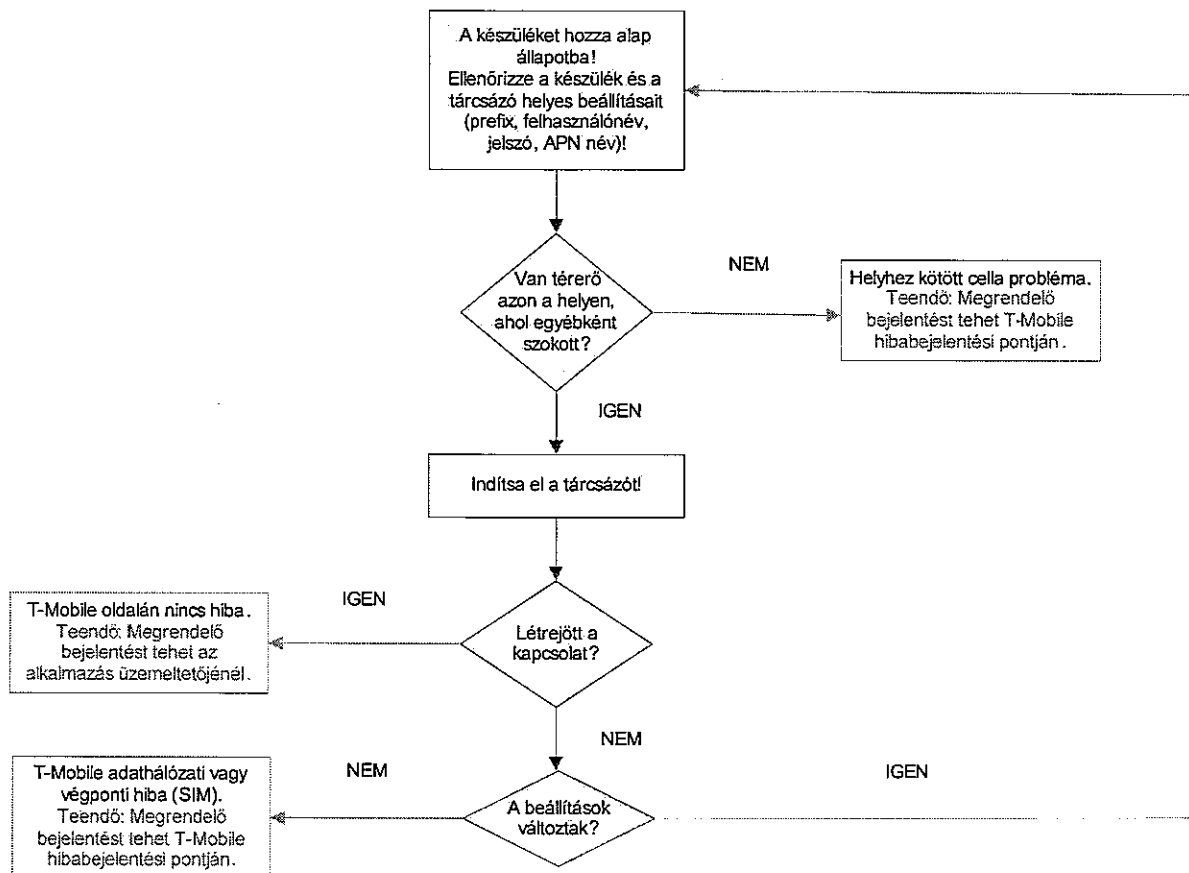 A készüléket hozza alap
állapotba!
Ellenőrizze a készülék és a
tárcsázó helyes beállításait
(prefix, felhasználónév,
jelszó, APN név)!
Van térerő
azon a helyen,
ahol egyébként
szokott?
NEM
Helyhez kötött cella probléma.
Teendő: Megrendelő
bejelentést tehet T-Mobile
hibabejelentési pontján.
IGEN
Indítsa el a tárcsázót!
IGEN
T-Mobile oldalán nincs hiba.
Teendő: Megrendelő
bejelentést tehet az
alkalmazás üzemeltetőjénél.
Létrejött a
kapcsolat?
NEM
NEM
IGEN
T-Mobile adathálózati vagy
végponti hiba (SIM).
Teendő: Megrendelő
bejelentést tehet T-Mobile
hibabejelentési pontján.
A beállítások
változtak?